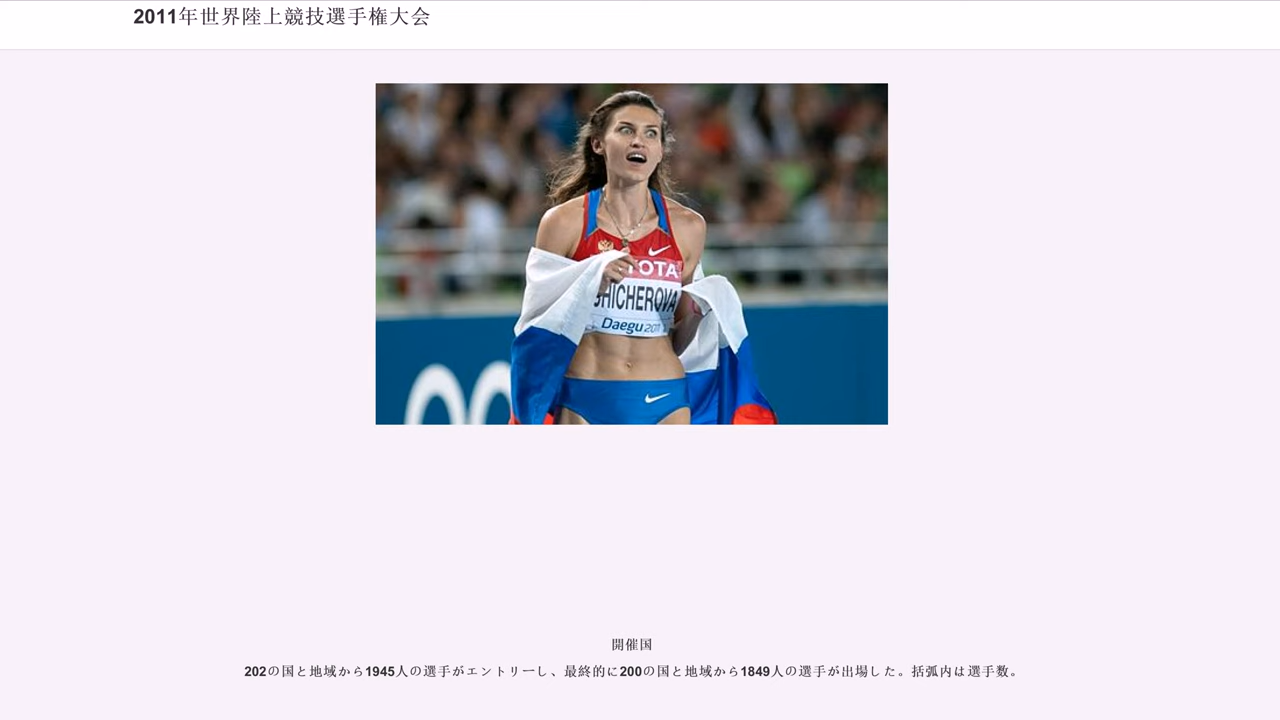 2011年世界陸上競技選手権大会
TOTA
SHICHEROVA
Daegu 2011
開催国
202の国と地域から1945人の選手がエントリーし、最終的に200の国と地域から1849人の選手が出場した。括弧内は選手数。